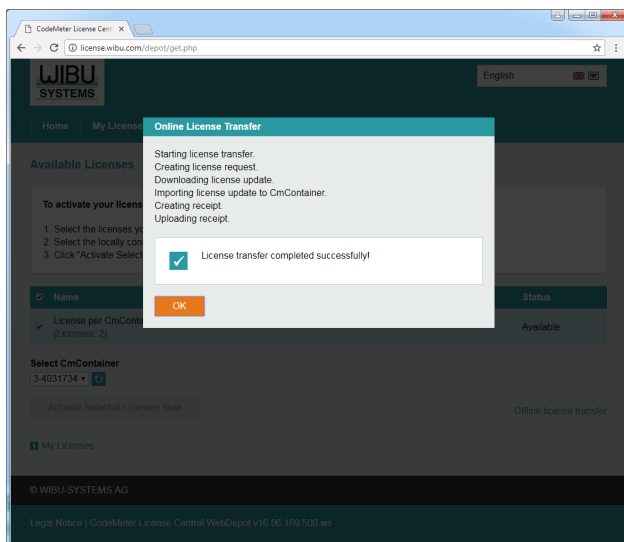 CodeMeter License Cent
license.wibu.com/depot/get.php
WIBU
SYSTEMS
English
Home My License
Online License Transfer
Starting license transfer.
Creating license request.
Downloading license update.
Importing license update to CmContainer.
Creating receipt.
Uploading receipt.
License transfer completed successfully!
OK
Available Licenses
To activate your licens
1. Select the licenses yo
2. Select the locally con
3. Click "Activate Select
Name Status
License per CmConta Available
(Licenses: 2)
Select CmContainer
3-4031734
Activate Selected Licenses Now
Offline license transfer
My Licenses
© WIBU-SYSTEMS AG
Legal Notice | CodeMeter License Central WebDepot v16.06.169.500.ws